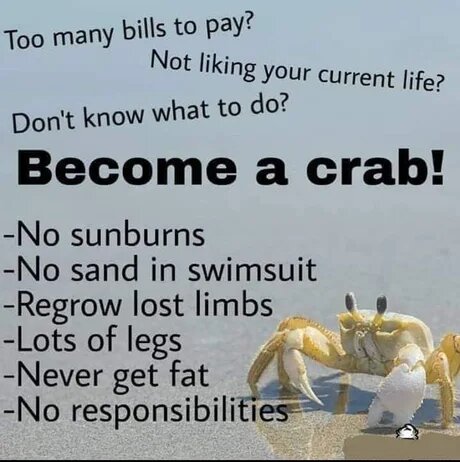 Too many bills to pay?
Not liking your current life?
Don't know what to do?
Become a crab!
-No sunburns
-No sand in swimsuit
-Regrow lost limbs
-Lots of legs
-Never get fat
-No responsibilities